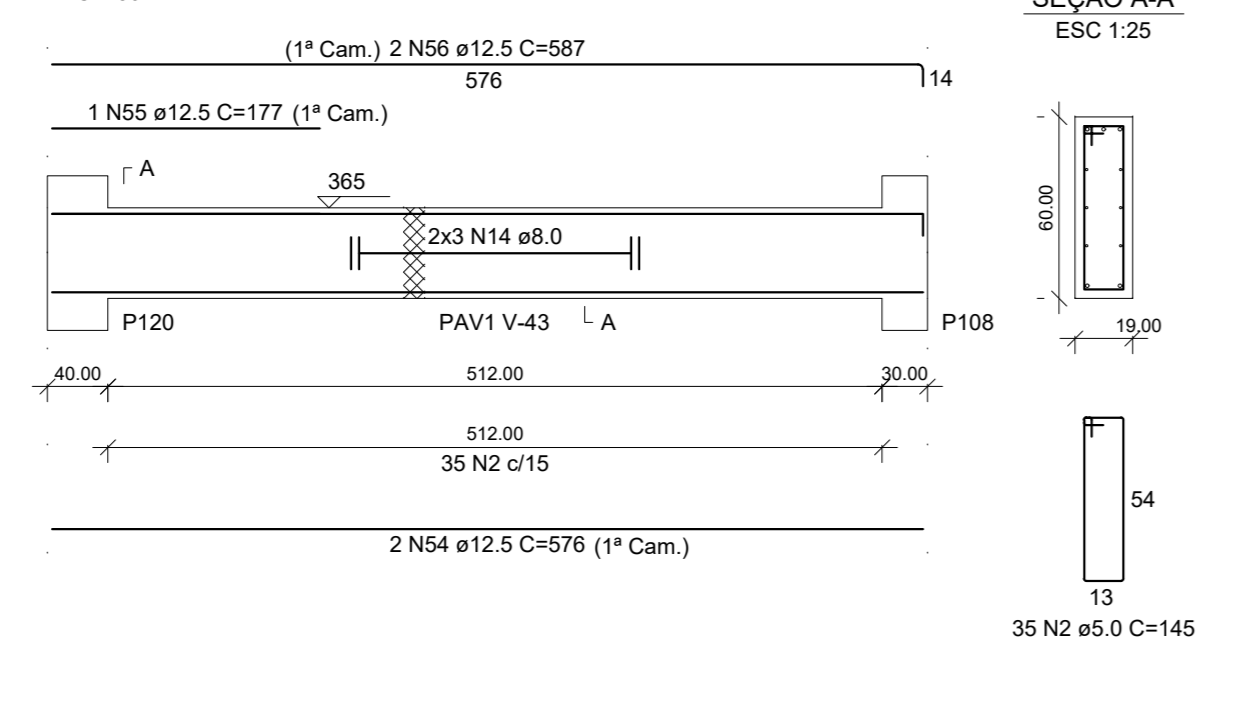 SEÇÃO A-A
ESC 1:25
(1ª Cam.) 2 N56 ø12.5 C=587
576
14
1 N55 ø12.5 C=177 (1ª Cam.)
A
365
2x3 N14 ø8.0
60.00
P120
PAV1 V-43
A
P108
19.00
40.00
512.00
30.00
512.00
35 N2 c/15
54
2 N54 ø12.5 C=576 (1ª Cam.)
13
35 N2 ø5.0 C=145